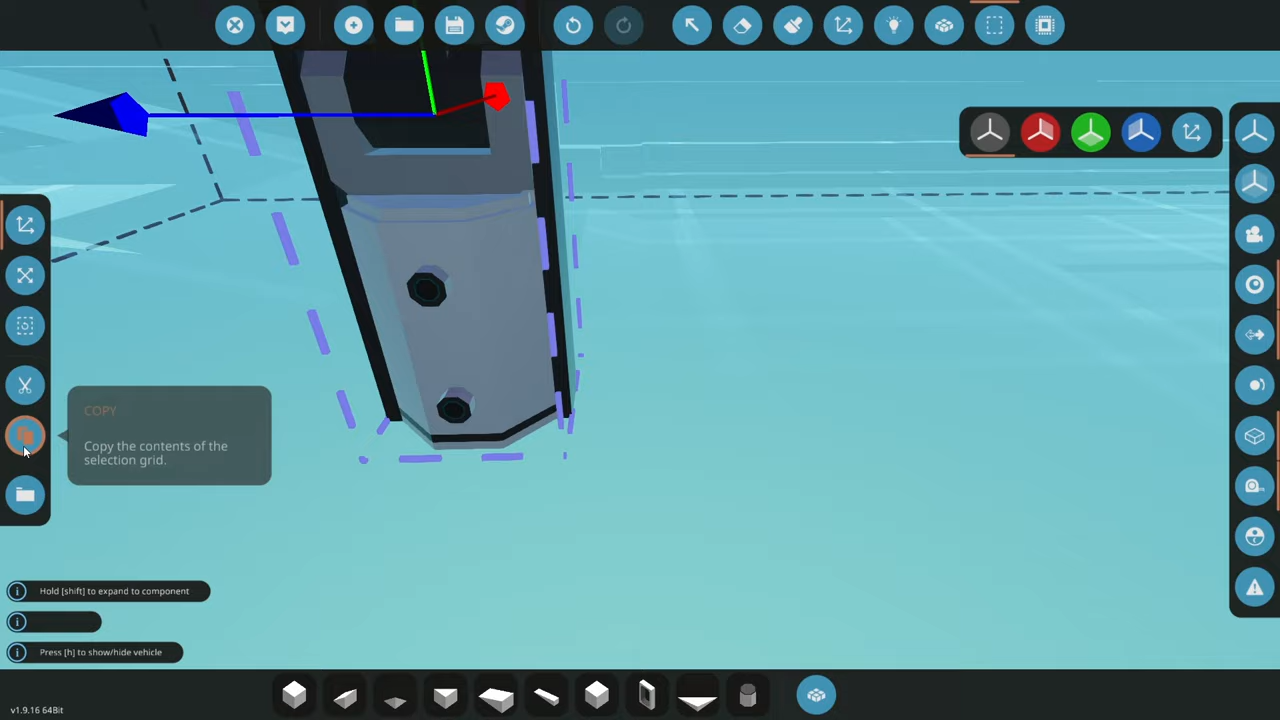 COPY
Copy the contents of the
selection grid.
Hold [shift] to expand to component
Press [h] to show/hide vehicle
v1.9.16 64Bit